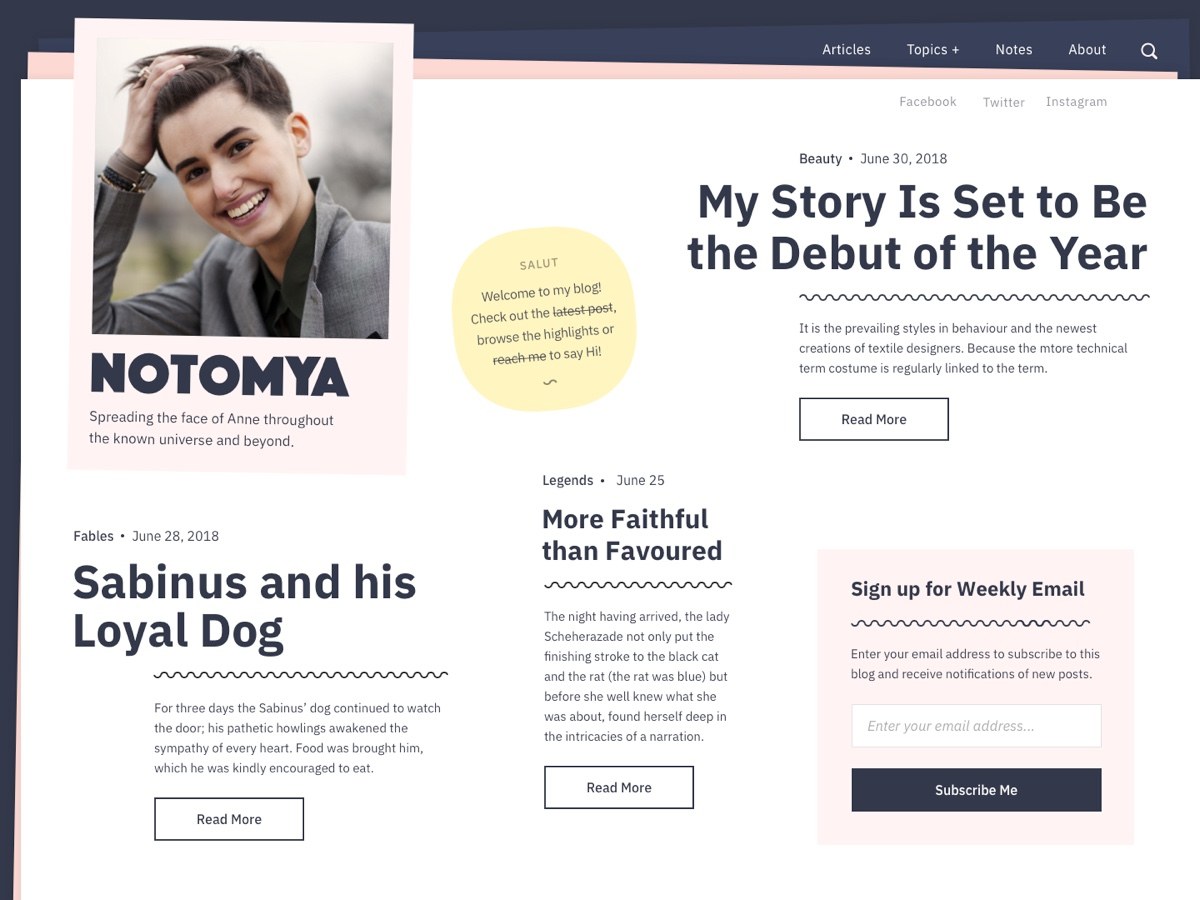 Articles
Topics +
Notes
About
Facebook
Twitter
Instagram
NOTOMYA
Spreading the face of Anne throughout
the known universe and beyond.
SALUT
Welcome to my blog!
Check out the latest post,
browse the highlights or
reach me to say Hi!
Beauty • June 30, 2018
My Story Is Set to Be
the Debut of the Year
It is the prevailing styles in behaviour and the newest
creations of textile designers. Because the mtore technical
term costume is regularly linked to the term.
Read More
Fables • June 28, 2018
Sabinus and his
Loyal Dog
For three days the Sabinus’ dog continued to watch
the door; his pathetic howlings awakened the
sympathy of every heart. Food was brought him,
which he was kindly encouraged to eat.
Read More
Legends • June 25
More Faithful
than Favoured
The night having arrived, the lady
Scheherazade not only put the
finishing stroke to the black cat
and the rat (the rat was blue) but
before she well knew what she
was about, found herself deep in
the intricacies of a narration.
Read More
Sign up for Weekly Email
Enter your email address to subscribe to this
blog and receive notifications of new posts.
Enter your email address...
Subscribe Me